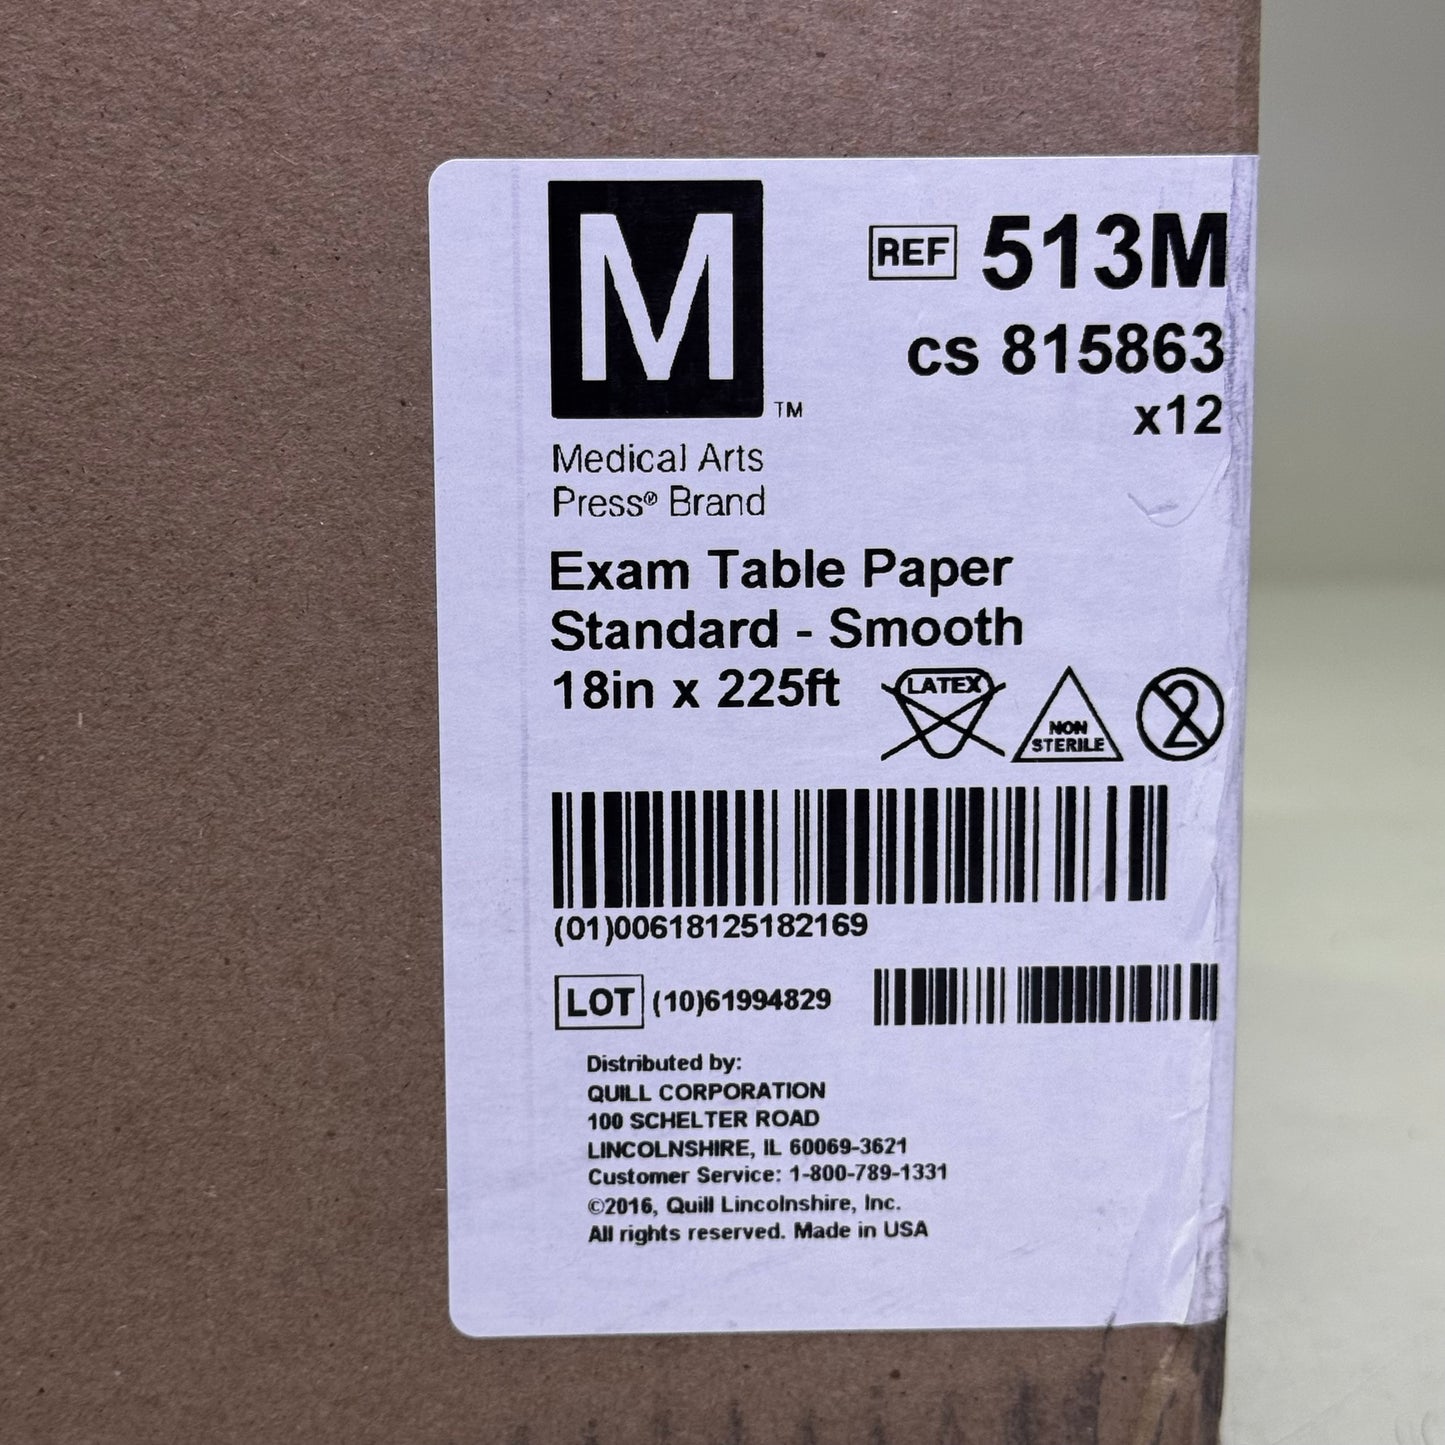 M
TM
REF 513M
cs 815863
x12
Medical Arts
Press® Brand
Exam Table Paper
Standard - Smooth
18in x 225ft
LATEX
NON
STERILE
2
(01)00618125182169
LOT (10)61994829
Distributed by:
QUILL CORPORATION
100 SCHELTER ROAD
LINCOLNSHIRE, IL 60069-3621
Customer Service: 1-800-789-1331
©2016, Quill Lincolnshire, Inc.
All rights reserved. Made in USA